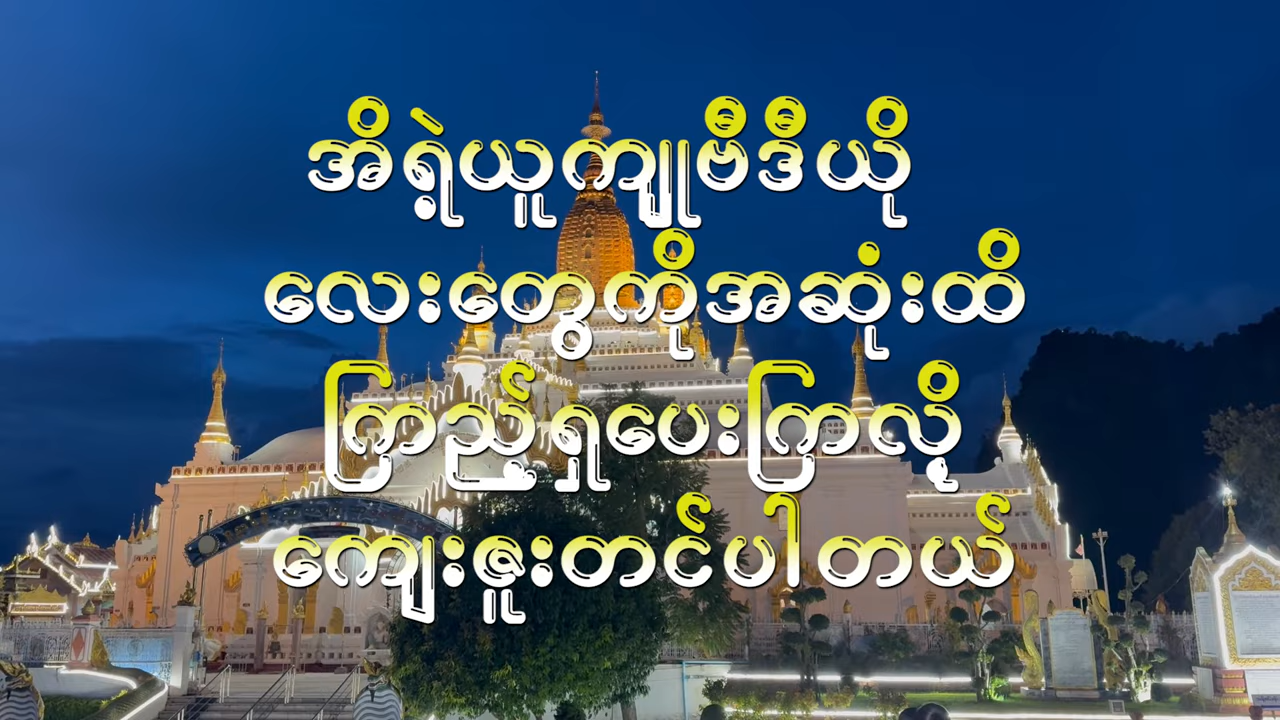 အိရဲ့ယူကျုဗီဒီယို
လေးတွေကိုအဆုံးထိ
ကြည့်ရှုပေးကြလို့
ကျေးဇူးတင်ပါတယ်